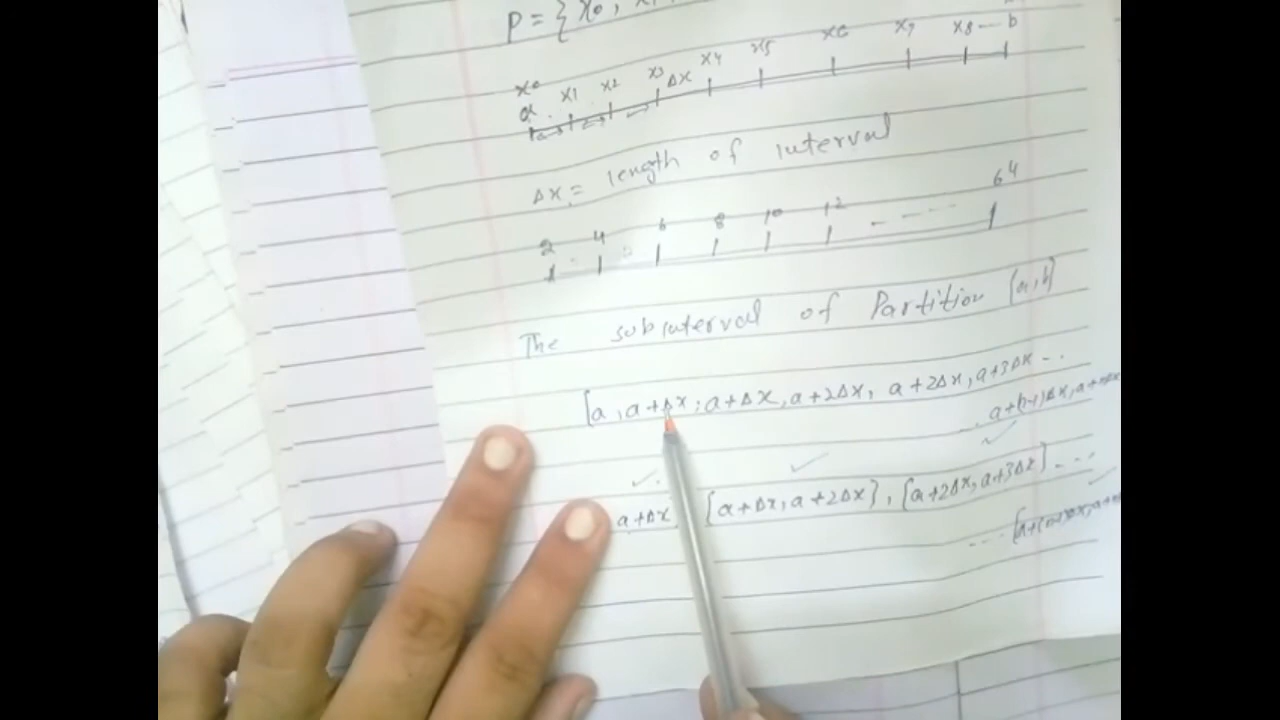 P = { x0, x1
x0 x1 x2 x3 Δx x4 x5 x6 x7 x8 --- b
a
Δx = length of interval
2 4 6 8 10 12 - - - - 64
The subinterval of Partition [a,b]
[a, a+Δx; a+Δx, a+2Δx, a+2Δx, a+3Δx ...
a+(n-1)Δx, a+nΔx
a+Δx [a+Δx, a+2Δx], [a+2Δx, a+3Δx] ...